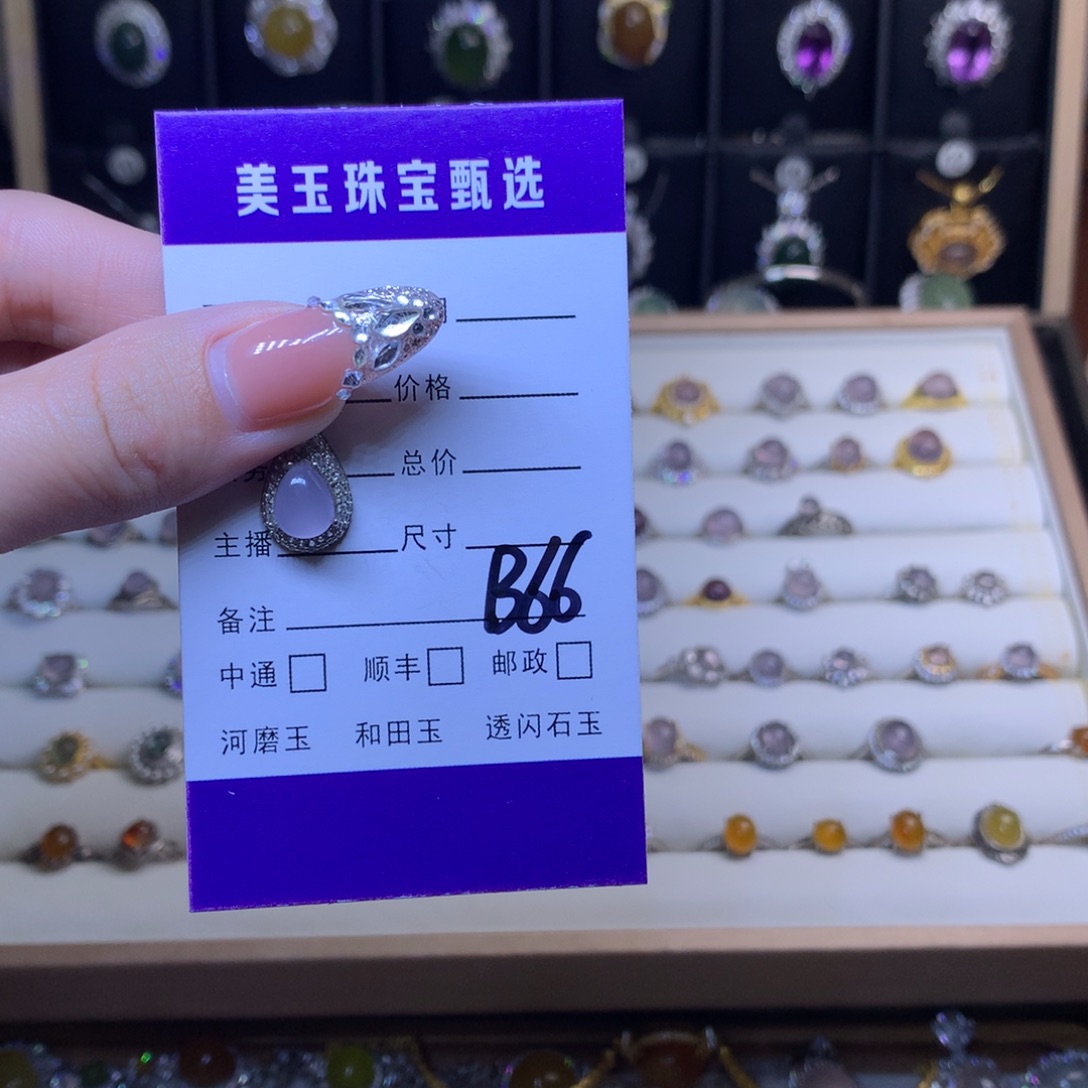 美玉珠宝甄选
价格
总价
主播 尺寸
B66
备注
中通 顺丰 邮政
河磨玉 和田玉 透闪石玉